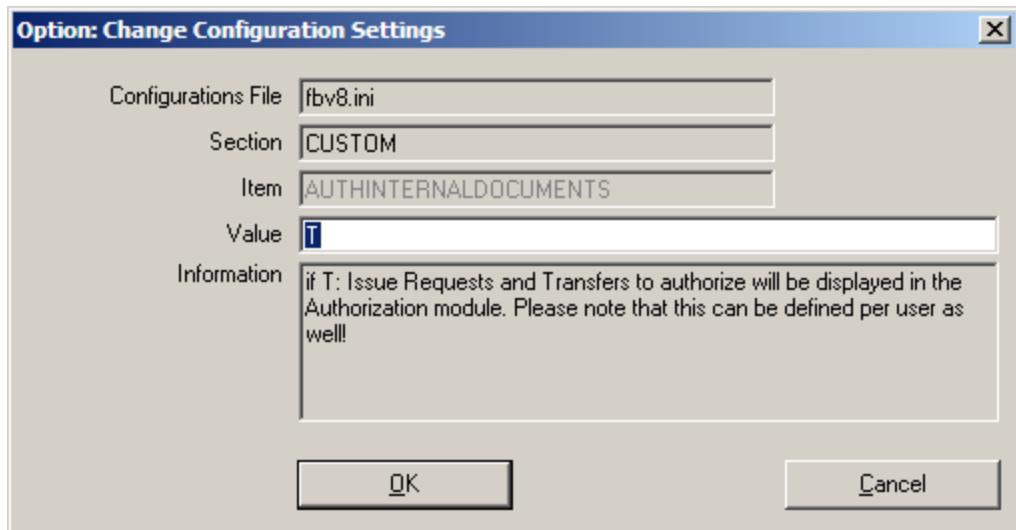 Option: Change Configuration Settings
Configurations File fbv8.ini
Section CUSTOM
Item AUTHINTERNALDOCUMENTS
Value T
Information if T: Issue Requests and Transfers to authorize will be displayed in the
Authorization module. Please note that this can be defined per user as
well!
OK Cancel